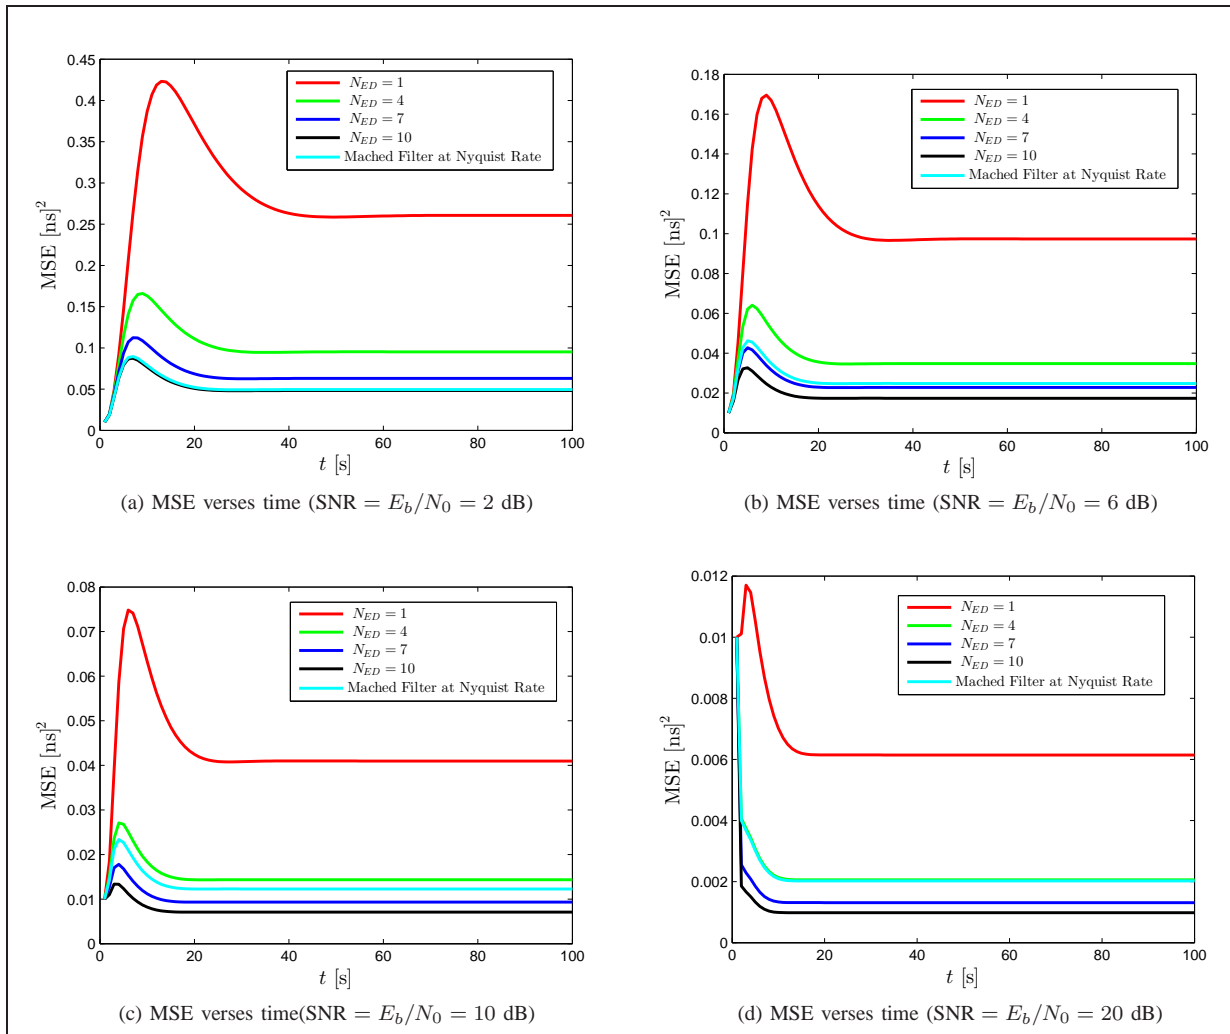 0.45
0.4
0.35
0.3
0.25
0.2
0.15
0.1
0.05
0
0 20 40 60 80 100
MSE [ns]²
t [s]
N_ED = 1
N_ED = 4
N_ED = 7
N_ED = 10
Mached Filter at Nyquist Rate
(a) MSE verses time (SNR = E_b/N_0 = 2 dB)
0.18
0.16
0.14
0.12
0.1
0.08
0.06
0.04
0.02
0
0 20 40 60 80 100
MSE [ns]²
t [s]
N_ED = 1
N_ED = 4
N_ED = 7
N_ED = 10
Mached Filter at Nyquist Rate
(b) MSE verses time (SNR = E_b/N_0 = 6 dB)
0.08
0.07
0.06
0.05
0.04
0.03
0.02
0.01
0
0 20 40 60 80 100
MSE [ns]²
t [s]
N_ED = 1
N_ED = 4
N_ED = 7
N_ED = 10
Mached Filter at Nyquist Rate
(c) MSE verses time(SNR = E_b/N_0 = 10 dB)
0.012
0.01
0.008
0.006
0.004
0.002
0
0 20 40 60 80 100
MSE [ns]²
t [s]
N_ED = 1
N_ED = 4
N_ED = 7
N_ED = 10
Mached Filter at Nyquist Rate
(d) MSE verses time (SNR = E_b/N_0 = 20 dB)